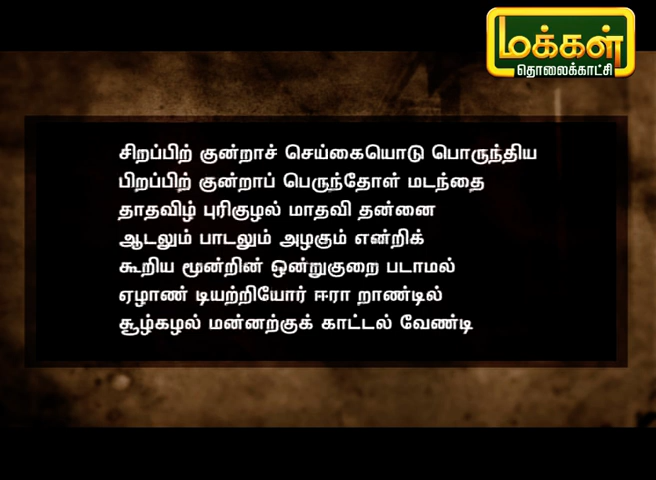 மக்கள்
தொலைக்காட்சி
சிறப்பிற் குன்றாச் செய்கையொடு பொருந்திய
பிறப்பிற் குன்றாப் பெருந்தோள் மடந்தை
தாதவிழ் புரிகுழல் மாதவி தன்னை
ஆடலும் பாடலும் அழகும் என்றிக்
கூறிய மூன்றின் ஒன்றுகுறை படாமல்
ஏழாண் டியற்றியோர் ஈரா றாண்டில்
சூழ்கழல் மன்னற்குக் காட்டல் வேண்டி